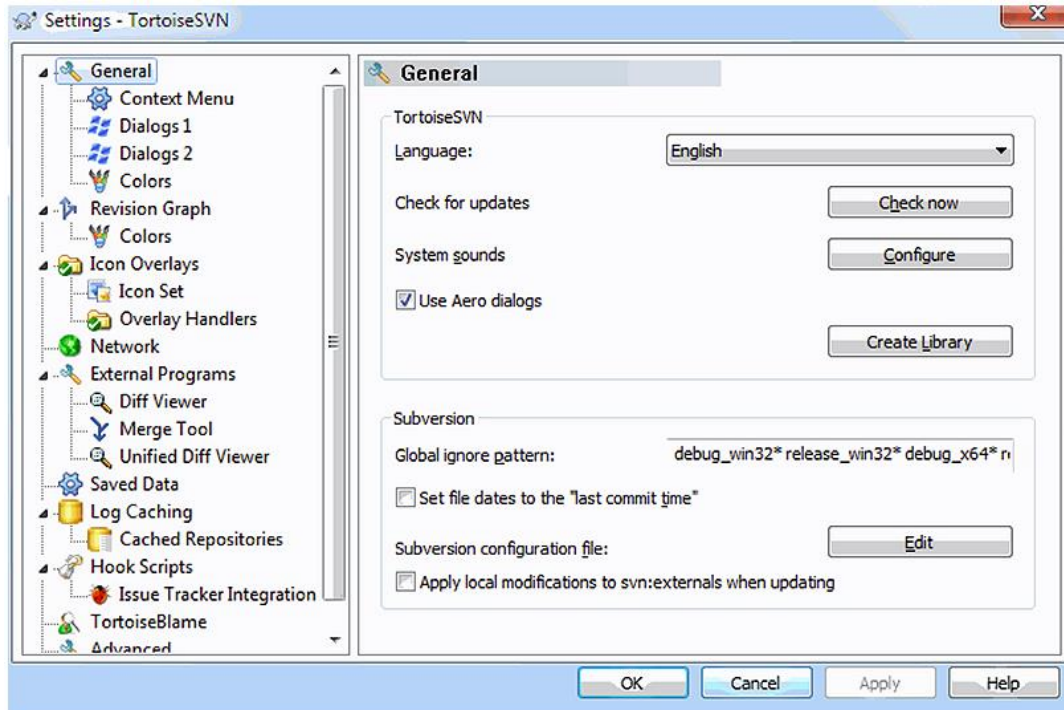 Settings - TortoiseSVN
General
Context Menu
Dialogs 1
Dialogs 2
Colors
Revision Graph
Colors
Icon Overlays
Icon Set
Overlay Handlers
Network
External Programs
Diff Viewer
Merge Tool
Unified Diff Viewer
Saved Data
Log Caching
Cached Repositories
Hook Scripts
Issue Tracker Integration
TortoiseBlame
Advanced
General
TortoiseSVN
Language: English
Check for updates Check now
System sounds Configure
Use Aero dialogs
Create Library
Subversion
Global ignore pattern: debug_win32* release_win32* debug_x64*
Set file dates to the "last commit time"
Subversion configuration file: Edit
Apply local modifications to svn:externals when updating
OK Cancel Apply Help